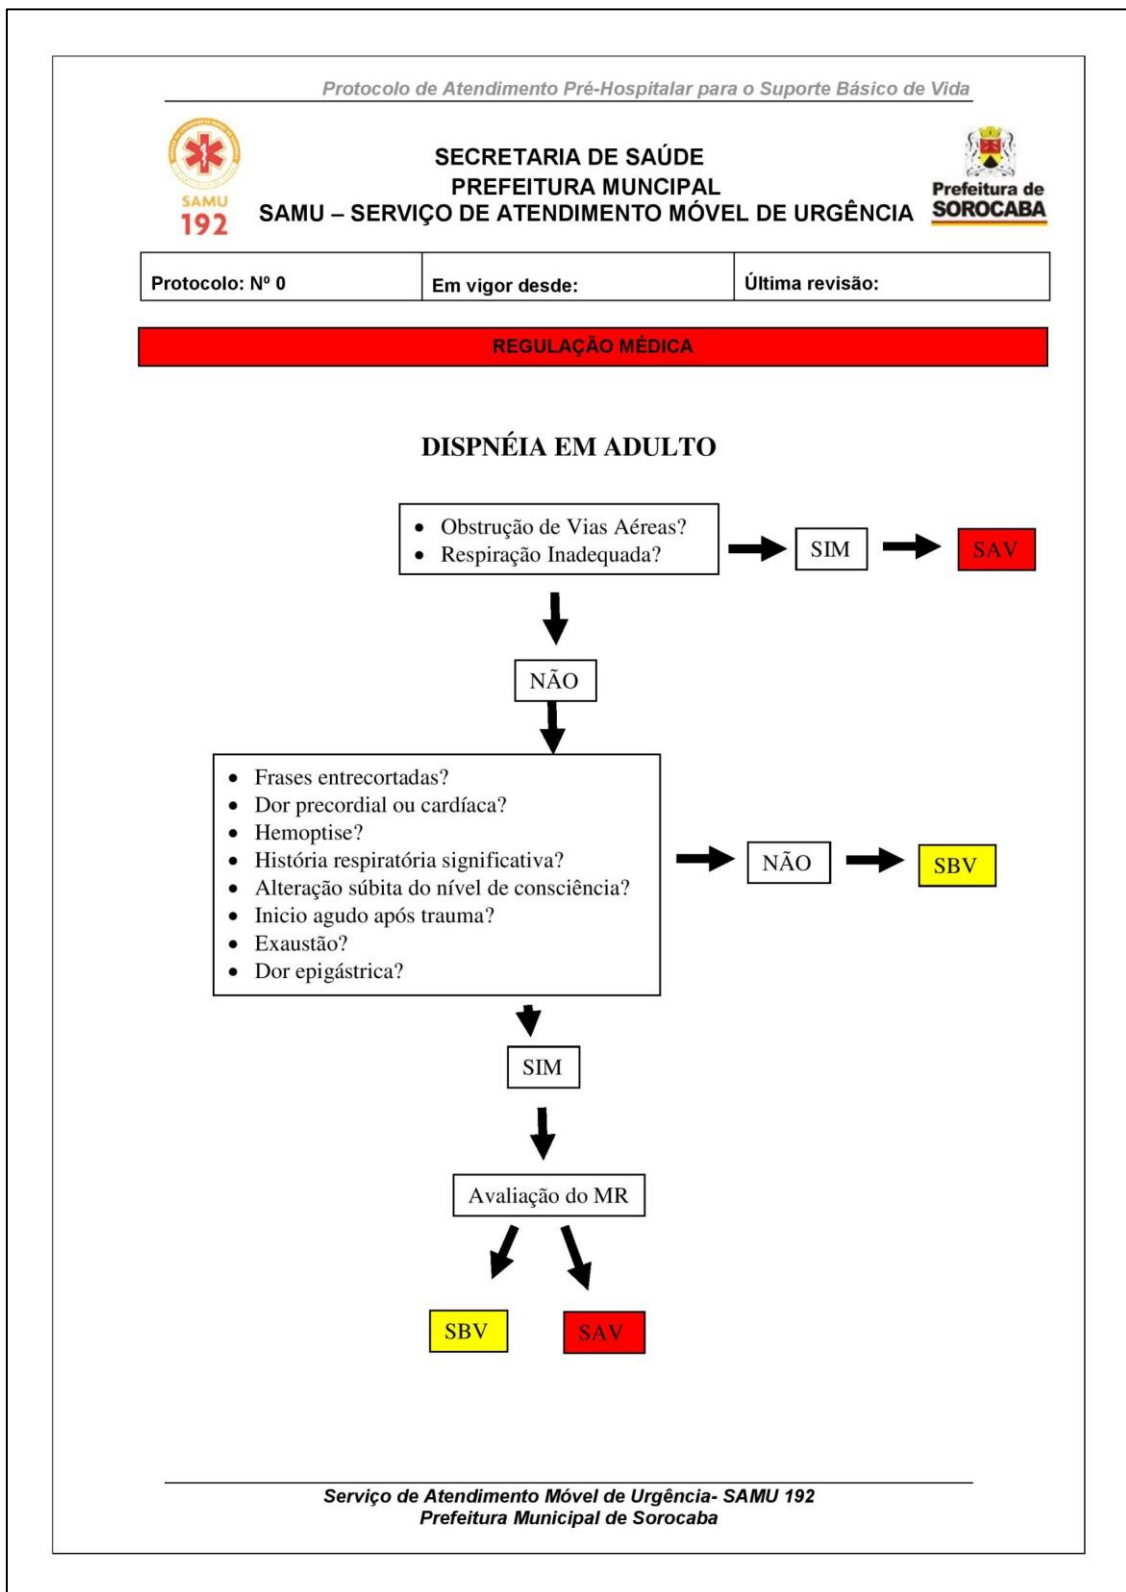 Protocolo de Atendimento Pré-Hospitalar para o Suporte Básico de Vida
SAMU
192
SECRETARIA DE SAÚDE
PREFEITURA MUNCIPAL
SAMU – SERVIÇO DE ATENDIMENTO MÓVEL DE URGÊNCIA
Prefeitura de
SOROCABA
Protocolo: Nº 0
Em vigor desde:
Última revisão:
REGULAÇÃO MÉDICA
DISPNÉIA EM ADULTO
• Obstrução de Vias Aéreas?
• Respiração Inadequada?
SIM
SAV
NÃO
• Frases entrecortadas?
• Dor precordial ou cardíaca?
• Hemoptise?
• História respiratória significativa?
• Alteração súbita do nível de consciência?
• Inicio agudo após trauma?
• Exaustão?
• Dor epigástrica?
NÃO
SBV
SIM
Avaliação do MR
SBV
SAV
Serviço de Atendimento Móvel de Urgência- SAMU 192
Prefeitura Municipal de Sorocaba